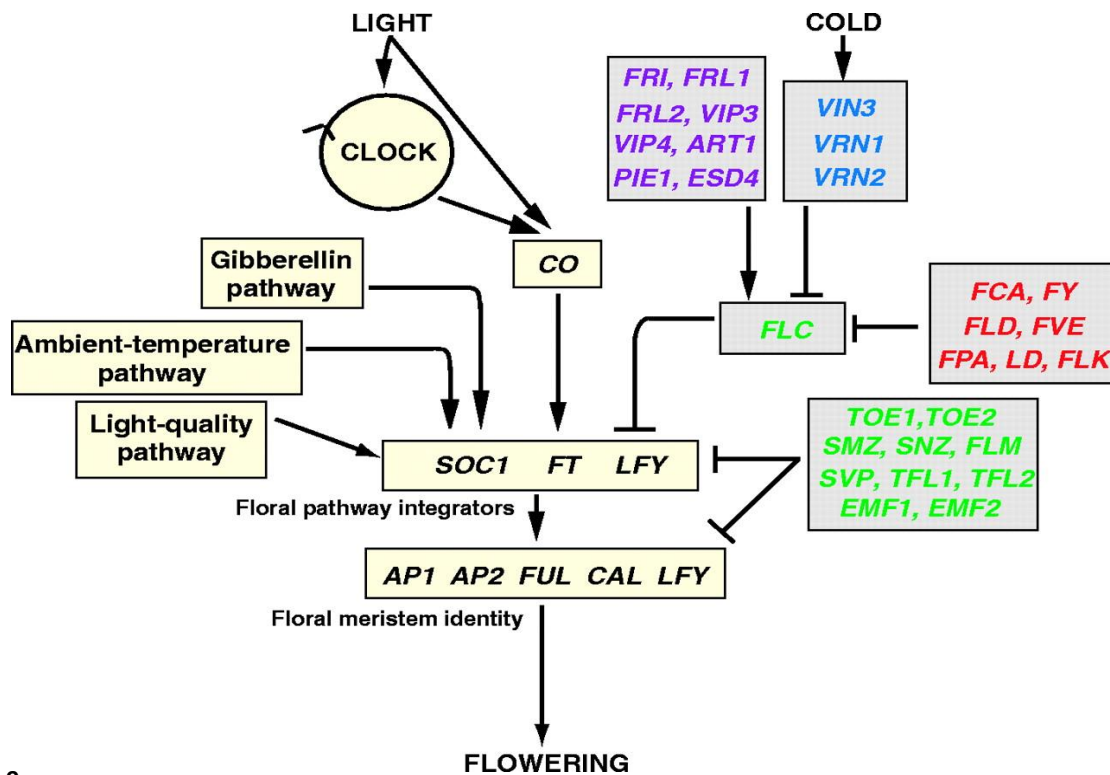 LIGHT
COLD
FRI, FRL1
FRL2, VIP3
VIP4, ART1
PIE1, ESD4
VIN3
VRN1
VRN2
CLOCK
Gibberellin
pathway
CO
FLC
FCA, FY
FLD, FVE
FPA, LD, FLK
Ambient-temperature
pathway
Light-quality
pathway
TOE1,TOE2
SMZ, SNZ, FLM
SVP, TFL1, TFL2
EMF1, EMF2
SOC1 FT LFY
Floral pathway integrators
AP1 AP2 FUL CAL LFY
Floral meristem identity
FLOWERING